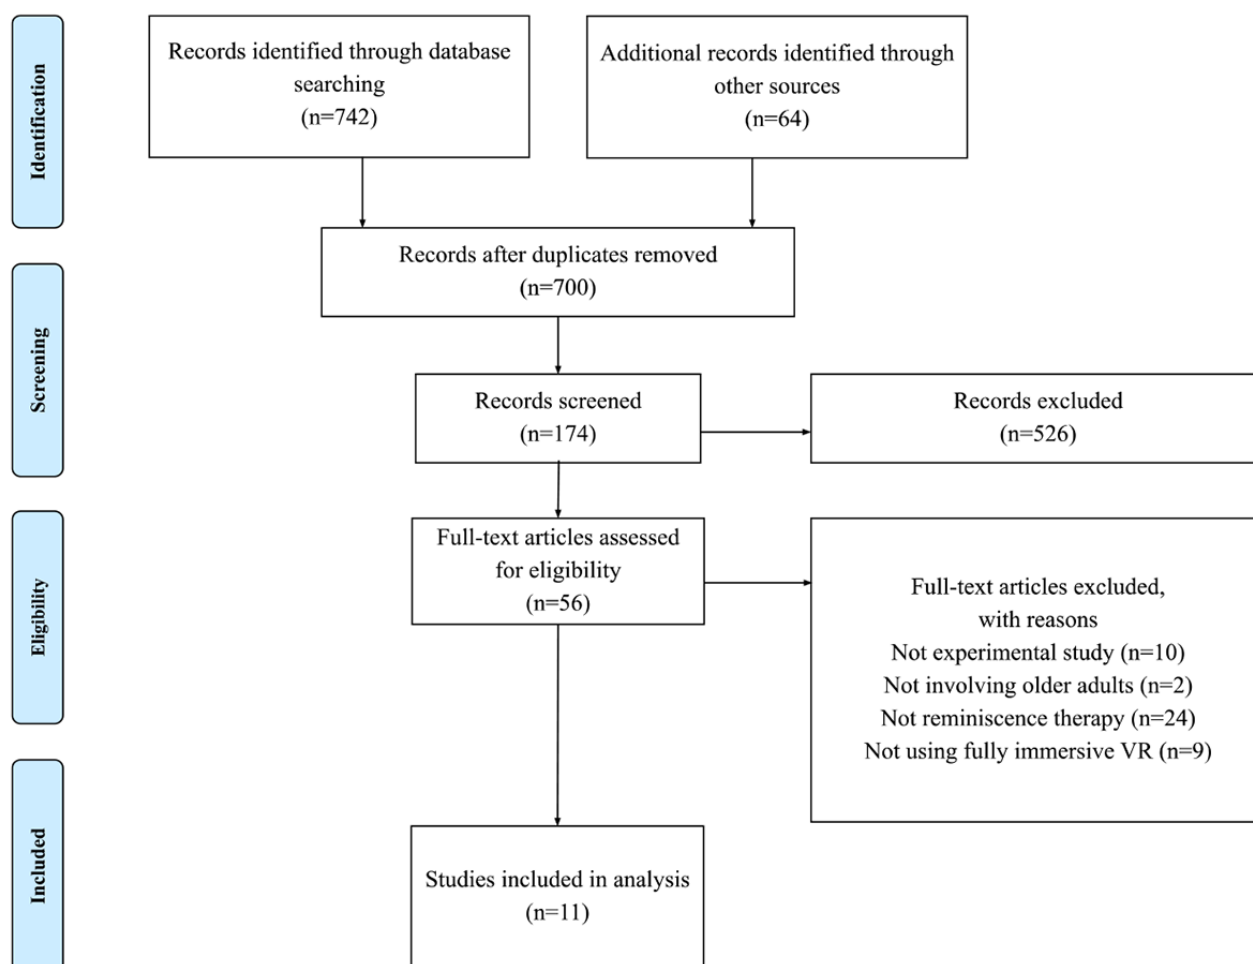 Identification
Records identified through database
searching
(n=742)
Additional records identified through
other sources
(n=64)
Records after duplicates removed
(n=700)
Screening
Records screened
(n=174)
Records excluded
(n=526)
Eligibility
Full-text articles assessed
for eligibility
(n=56)
Full-text articles excluded,
with reasons
Not experimental study (n=10)
Not involving older adults (n=2)
Not reminiscence therapy (n=24)
Not using fully immersive VR (n=9)
Included
Studies included in analysis
(n=11)